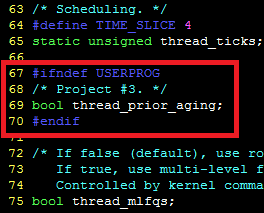 63 /* Scheduling. */
64 #define TIME_SLICE 4
65 static unsigned thread_ticks;
66
67 #ifndef USERPROG
68 /* Project #3. */
69 bool thread_prior_aging;
70 #endif
71
72 /* If false (default), use ro
73 If true, use multi-level f
74 Controlled by kernel comma
75 bool thread_mlfqs;